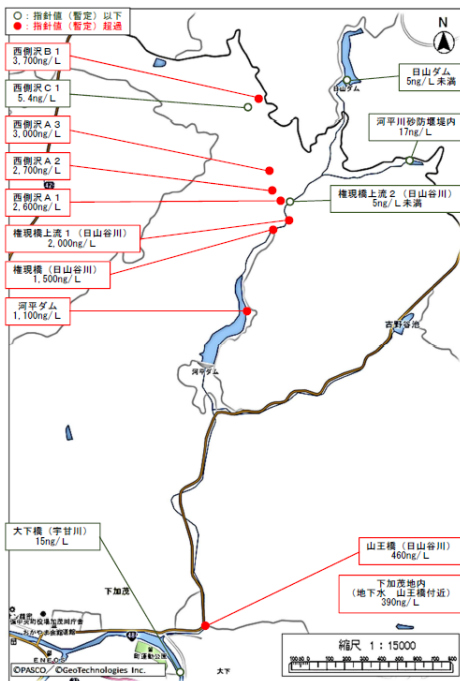 ○：指針値（暫定）以下
●：指針値（暫定）超過
N
西側沢Ｂ１
3,700ng/L
西側沢Ｃ１
5.4ng/L
西側沢Ａ３
3,000ng/L
西側沢Ａ２
2,700ng/L
西側沢Ａ１
2,600ng/L
権現橋上流１（日山谷川）
2,000ng/L
権現橋（日山谷川）
1,500ng/L
河平ダム
1,100ng/L
日山ダム
5ng/L未満
日山ダム
河平川砂防堰堤内
17ng/L
権現橋上流２（日山谷川）
5ng/L未満
42
吉野谷池
河平ダム
大下橋（宇甘川）
15ng/L
山王橋（日山谷川）
460ng/L
下加茂地内
（地下水　山王橋付近）
390ng/L
下加茂
大下
ENEOS
縮尺 1：15000
©PASCO／©GeoTechnologies Inc.